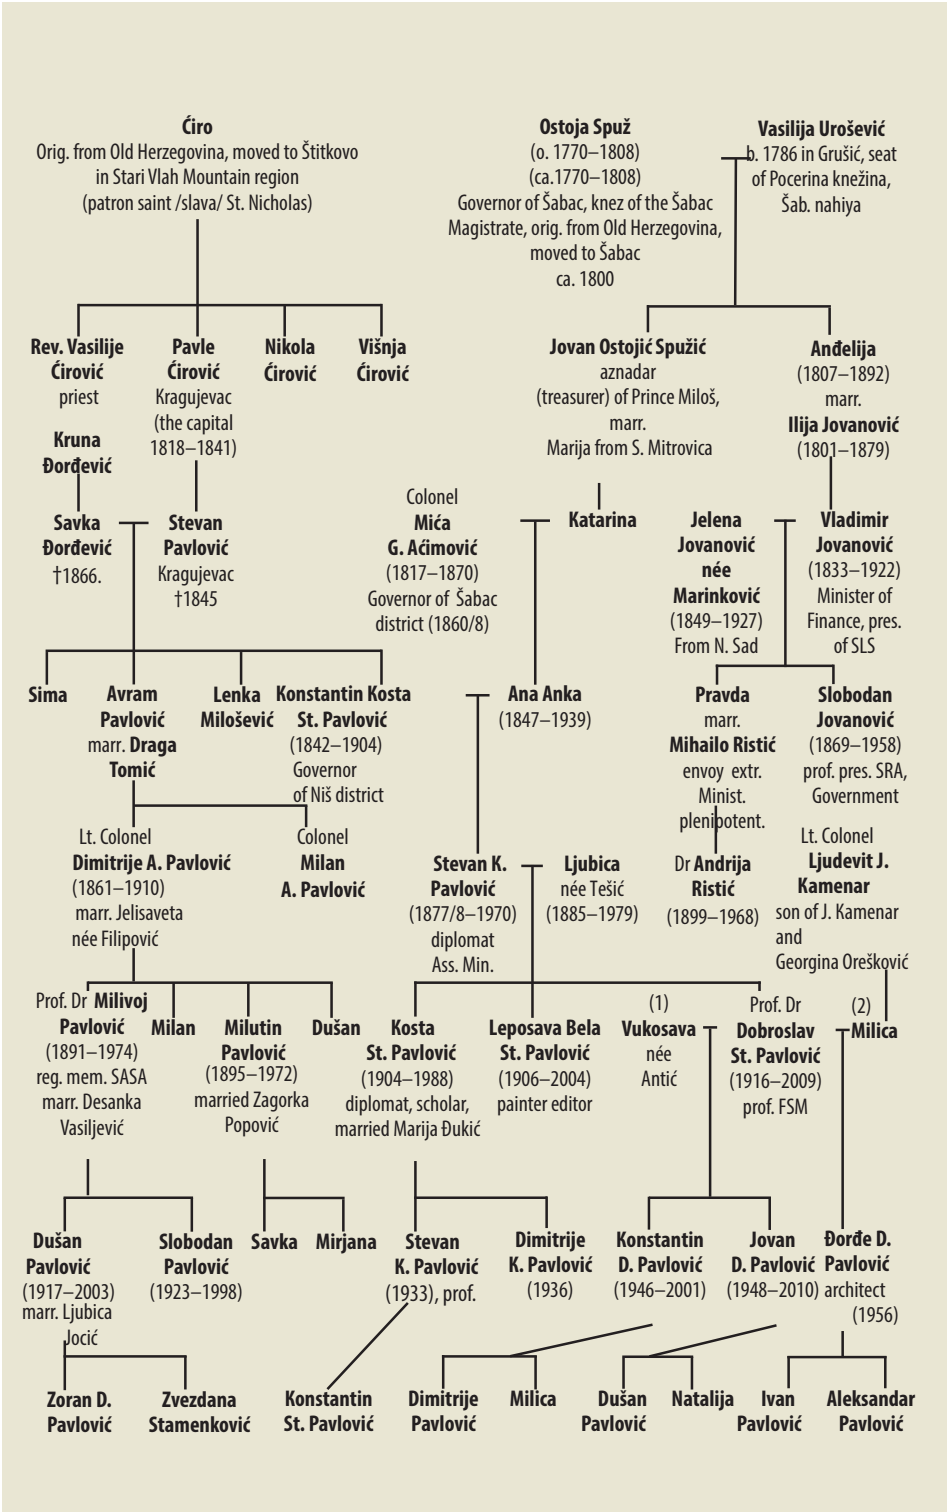 Ćiro
Orig. from Old Herzegovina, moved to Štitkovo
in Stari Vlah Mountain region
(patron saint /slava/ St. Nicholas)
Ostoja Spuž
(o. 1770–1808)
(ca.1770–1808)
Governor of Šabac, knez of the Šabac
Magistrate, orig. from Old Herzegovina,
moved to Šabac
ca. 1800
Vasilija Urošević
b. 1786 in Grušić, seat
of Pocerina knežina,
Šab. nahiya
Rev. Vasilije
Ćirović
priest
Pavle
Ćirović
Kragujevac
(the capital
1818–1841)
Nikola
Ćirović
Višnja
Ćirović
Jovan Ostojić Spužić
aznadar
(treasurer) of Prince Miloš,
marr.
Marija from S. Mitrovica
Anđelija
(1807–1892)
marr.
Ilija Jovanović
(1801–1879)
Kruna
Đorđević
Savka
Đorđević
†1866.
Stevan
Pavlović
Kragujevac
†1845
Colonel
Mića
G. Aćimović
(1817–1870)
Governor of Šabac
district (1860/8)
Katarina
Jelena
Jovanović
née
Marinković
(1849–1927)
From N. Sad
Vladimir
Jovanović
(1833–1922)
Minister of
Finance, pres.
of SLS
Sima
Avram
Pavlović
marr. Draga
Tomić
Lenka
Milošević
Konstantin Kosta
St. Pavlović
(1842–1904)
Governor
of Niš district
Ana Anka
(1847–1939)
Pravda
marr.
Mihailo Ristić
envoy extr.
Minist.
plenipotent.
Slobodan
Jovanović
(1869–1958)
prof. pres. SRA,
Government
Lt. Colonel
Dimitrije A. Pavlović
(1861–1910)
marr. Jelisaveta
née Filipović
Colonel
Milan
A. Pavlović
Stevan K.
Pavlović
(1877/8–1970)
diplomat
Ass. Min.
Ljubica
née Tešić
(1885–1979)
Dr Andrija
Ristić
(1899–1968)
Lt. Colonel
Ljudevit J.
Kamenar
son of J. Kamenar
and
Georgina Orešković
Prof. Dr Milivoj
Pavlović
(1891–1974)
reg. mem. SASA
marr. Desanka
Vasiljević
Milan
Milutin
Pavlović
(1895–1972)
married Zagorka
Popović
Dušan
Kosta
St. Pavlović
(1904–1988)
diplomat, scholar,
married Marija Đukić
Leposava Bela
St. Pavlović
(1906–2004)
painter editor
(1)
Vukosava
née
Antić
Prof. Dr
Dobroslav
St. Pavlović
(1916–2009)
prof. FSM
(2)
Milica
Dušan
Pavlović
(1917–2003)
marr. Ljubica
Jocić
Slobodan
Pavlović
(1923–1998)
Savka
Mirjana
Stevan
K. Pavlović
(1933), prof.
Dimitrije
K. Pavlović
(1936)
Konstantin
D. Pavlović
(1946–2001)
Jovan
D. Pavlović
(1948–2010)
Đorđe D.
Pavlović
architect
(1956)
Zoran D.
Pavlović
Zvezdana
Stamenković
Konstantin
St. Pavlović
Dimitrije
Pavlović
Milica
Dušan
Pavlović
Natalija
Ivan
Pavlović
Aleksandar
Pavlović